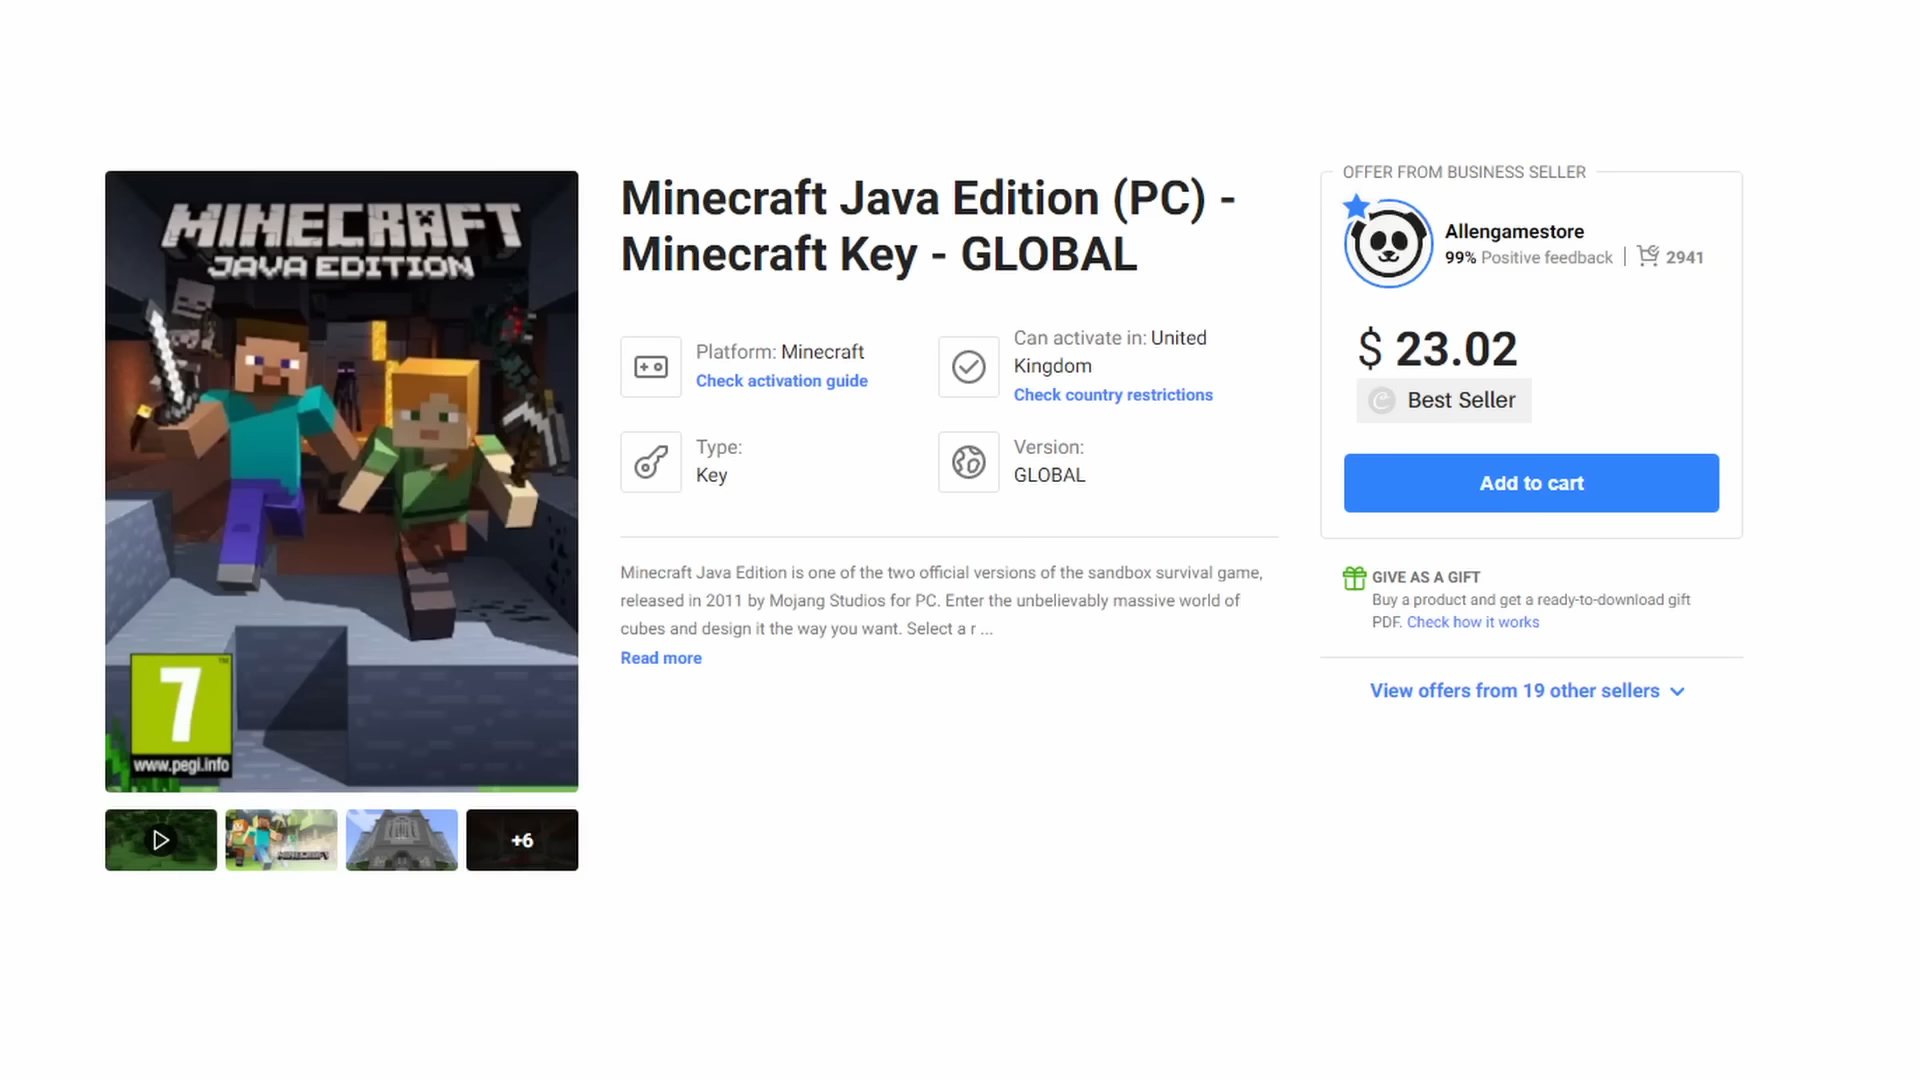 MINECRAFT
JAVA EDITION
7
™
www.pegi.info
MINECRAFT
+6
Minecraft Java Edition (PC) -
Minecraft Key - GLOBAL
Platform: Minecraft
Check activation guide
Can activate in: United
Kingdom
Check country restrictions
Type:
Key
Version:
GLOBAL
Minecraft Java Edition is one of the two official versions of the sandbox survival game,
released in 2011 by Mojang Studios for PC. Enter the unbelievably massive world of
cubes and design it the way you want. Select a r ...
Read more
OFFER FROM BUSINESS SELLER
Allengamestore
99% Positive feedback | 2941
$ 23.02
Best Seller
Add to cart
GIVE AS A GIFT
Buy a product and get a ready-to-download gift
PDF. Check how it works
View offers from 19 other sellers